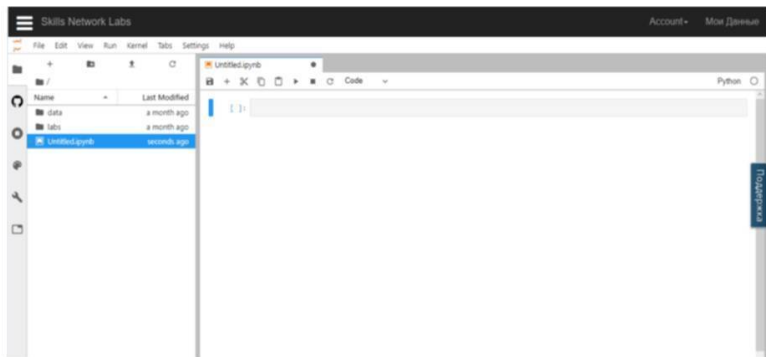 Skills Network Labs
Account
Мои Данные
File Edit View Run Kernel Tabs Settings Help
Untitled.ipynb
Code
Python
/
Name
Last Modified
data
a month ago
labs
a month ago
Untitled.ipynb
seconds ago
[ ]:
Поддержка